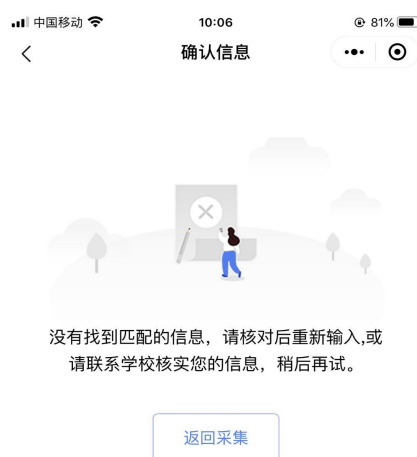 中国移动 10:06 81%
确认信息
没有找到匹配的信息，请核对后重新输入,或
请联系学校核实您的信息，稍后再试。
返回采集